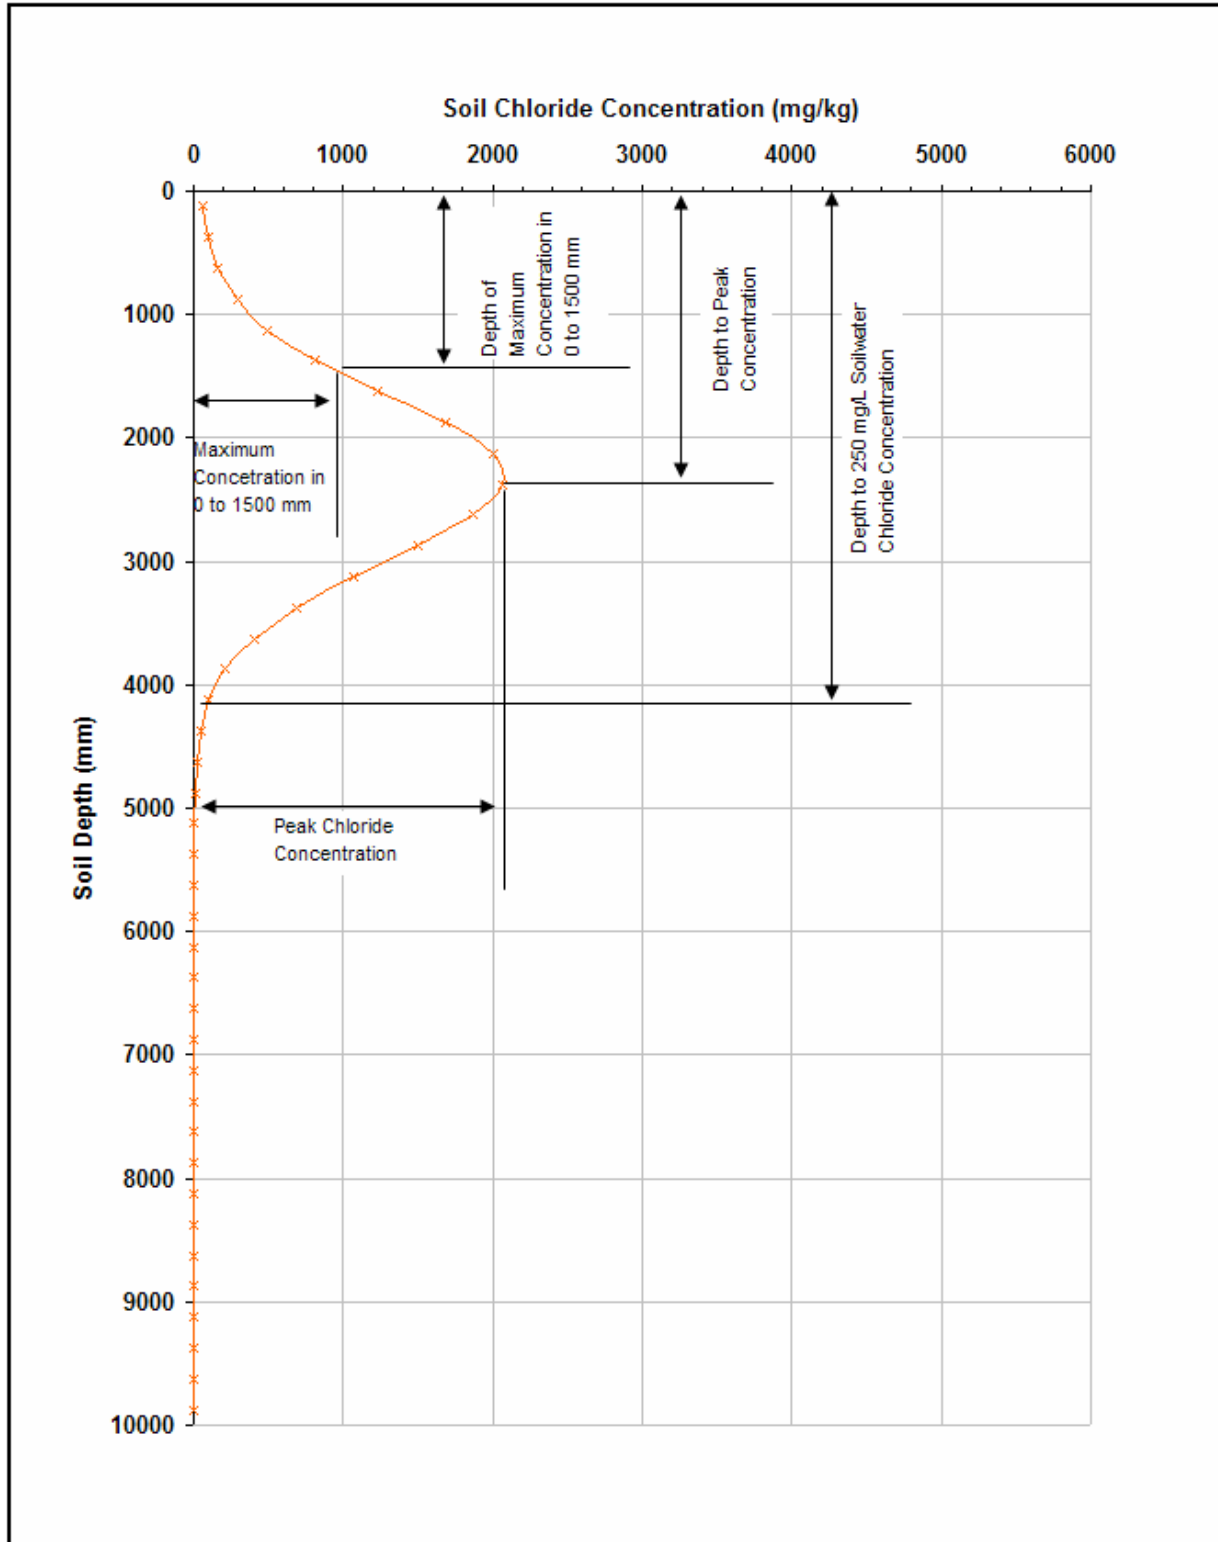 Soil Chloride Concentration (mg/kg)
0 1000 2000 3000 4000 5000 6000
0
1000
2000
3000
4000
5000
6000
7000
8000
9000
10000
Soil Depth (mm)
Depth of
Maximum
Concentration in
0 to 1500 mm
Depth to Peak
Concentration
Depth to 250 mg/L Soilwater
Chloride Concentration
Maximum
Concetration in
0 to 1500 mm
Peak Chloride
Concentration